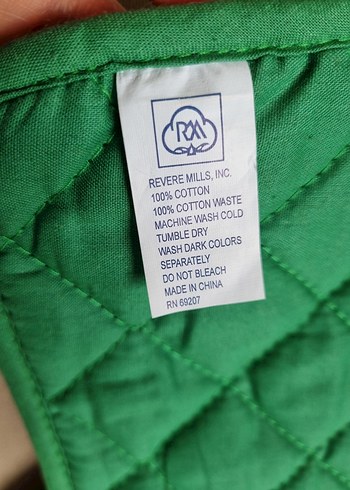 RM
REVERE MILLS, INC.
100% COTTON
100% COTTON WASTE
MACHINE WASH COLD
TUMBLE DRY
WASH DARK COLORS
SEPARATELY
DO NOT BLEACH
MADE IN CHINA
RN 69207